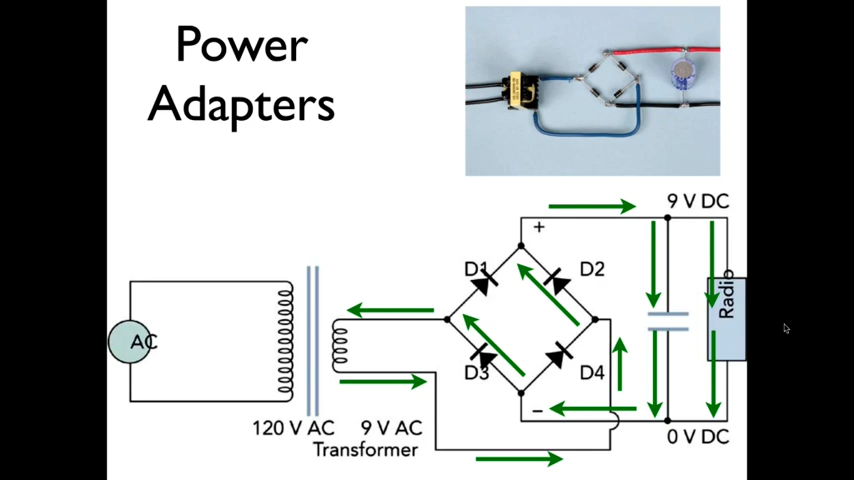 Power
Adapters
9 V DC
+
D1
D2
Radio
AC
D3
D4
–
120 V AC
9 V AC
0 V DC
Transformer